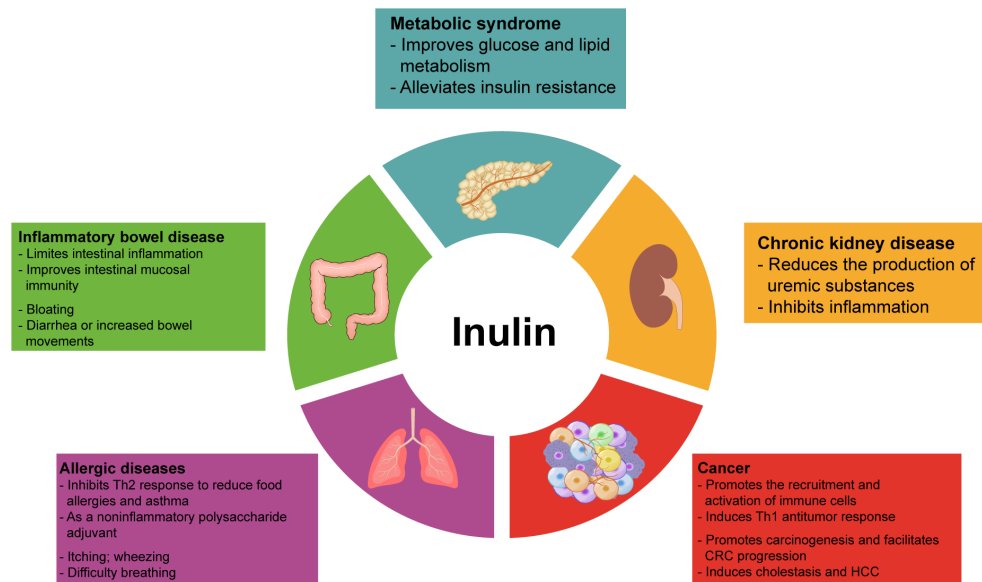 Metabolic syndrome
- Improves glucose and lipid
metabolism
- Alleviates insulin resistance
Inflammatory bowel disease
- Limites intestinal inflammation
- Improves intestinal mucosal
immunity
- Bloating
- Diarrhea or increased bowel
movements
Inulin
Chronic kidney disease
- Reduces the production of
uremic substances
- Inhibits inflammation
Allergic diseases
- Inhibits Th2 response to reduce food
allergies and asthma
- As a noninflammatory polysaccharide
adjuvant
- Itching; wheezing
- Difficulty breathing
Cancer
- Promotes the recruitment and
activation of immune cells
- Induces Th1 antitumor response
- Promotes carcinogenesis and facilitates
CRC progression
- Induces cholestasis and HCC